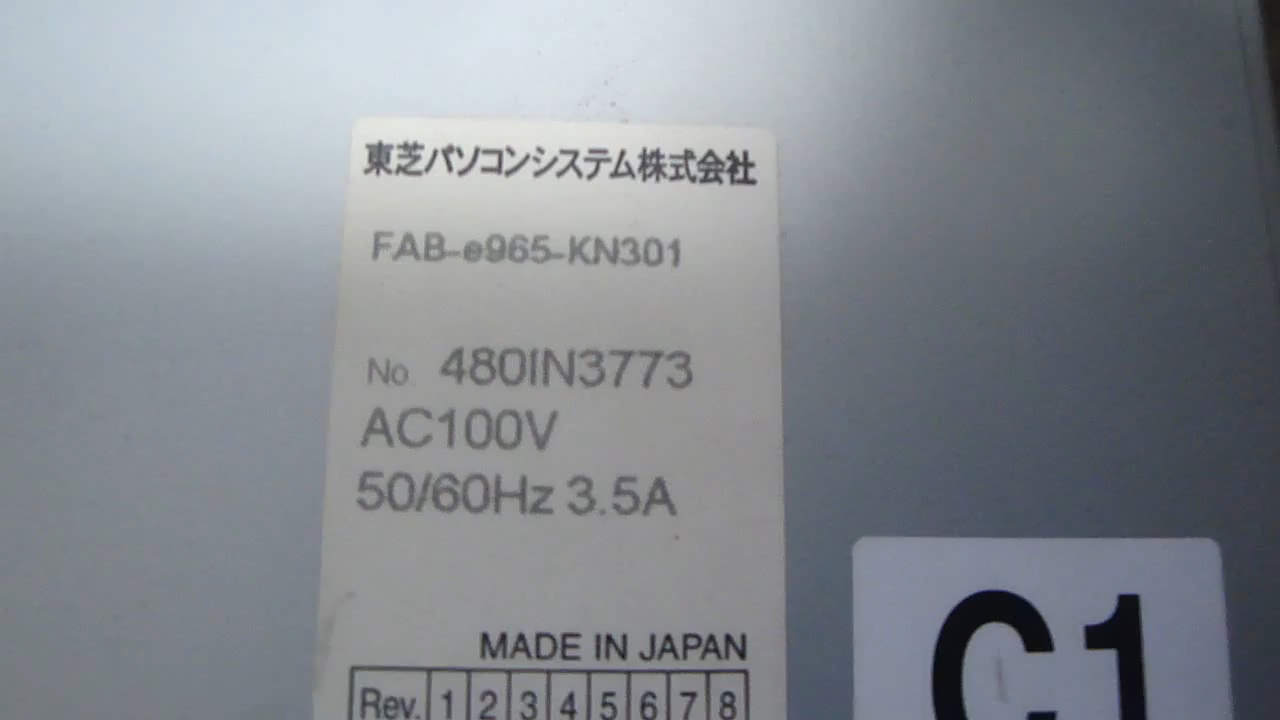 東芝パソコンシステム株式会社
FAB-e965-KN301
No. 480IN3773
AC100V
50/60Hz 3.5A
MADE IN JAPAN
Rev. 1 2 3 4 5 6 7 8
C1